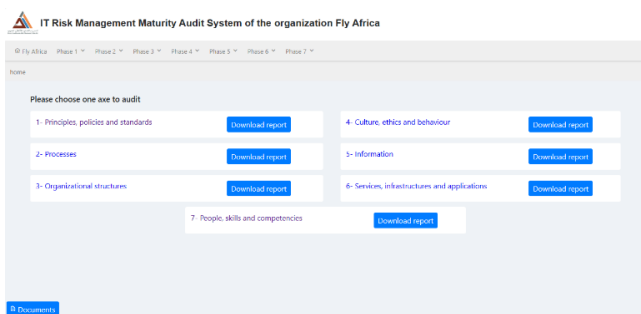 IT Risk Management Maturity Audit System of the organization Fly Africa
Fly Africa Phase 1 Phase 2 Phase 3 Phase 4 Phase 5 Phase 6 Phase 7
home
Please choose one axe to audit
1- Principles, policies and standards Download report
4- Culture, ethics and behaviour Download report
2- Processes Download report
5- Information Download report
3- Organizational structures Download report
6- Services, infrastructures and applications Download report
7- People, skills and competencies Download report
Documents